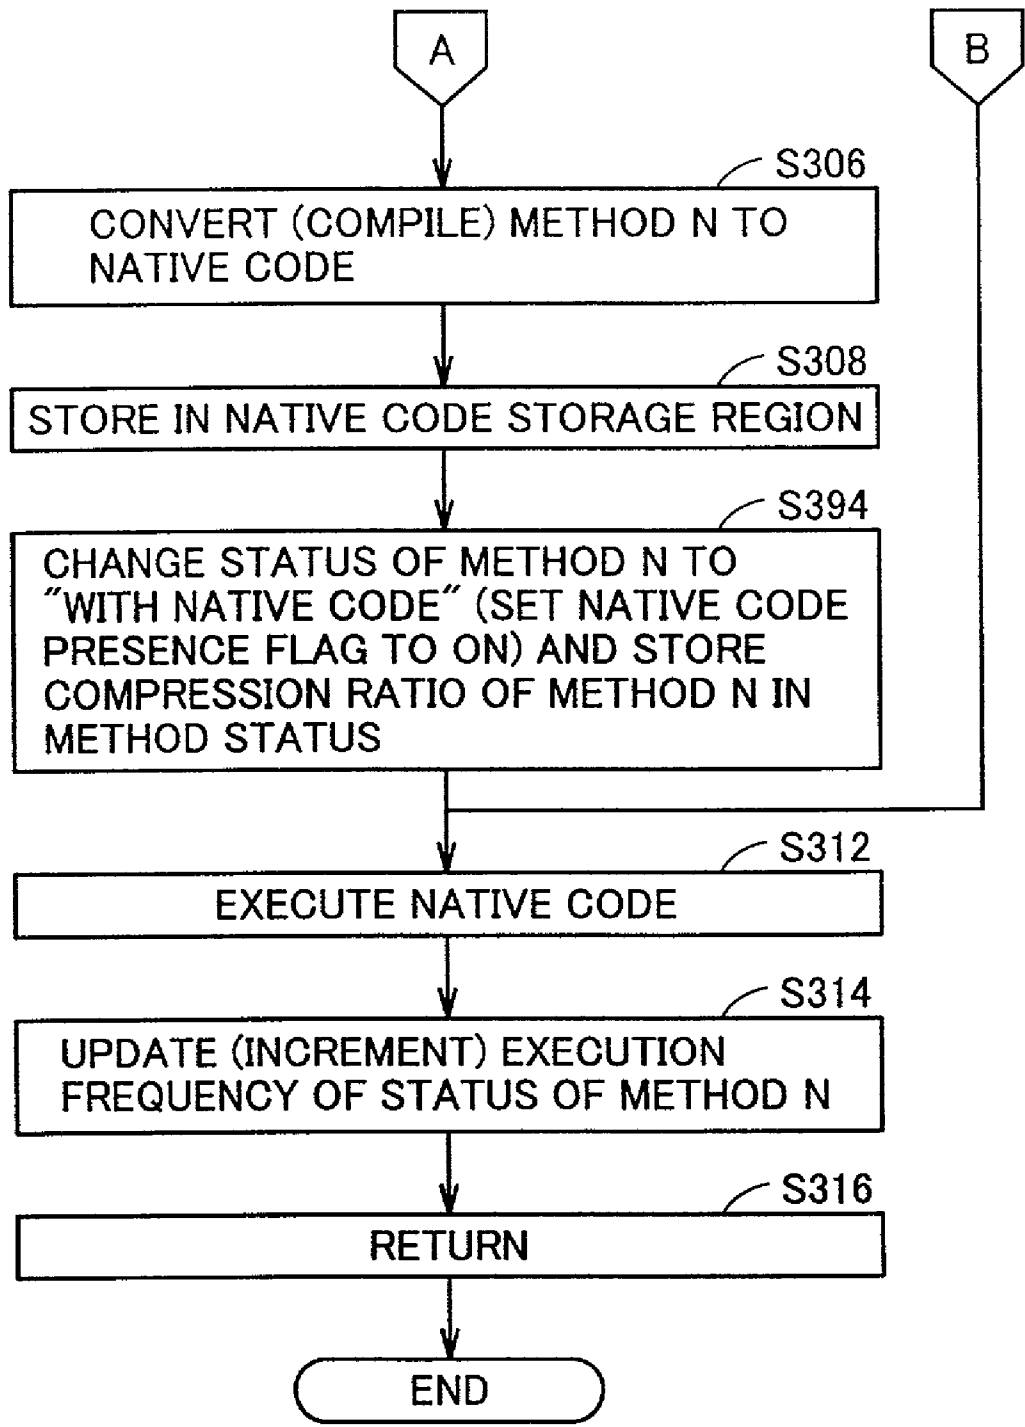 A
B
S306
CONVERT (COMPILE) METHOD N TO
NATIVE CODE
S308
STORE IN NATIVE CODE STORAGE REGION
S394
CHANGE STATUS OF METHOD N TO
"WITH NATIVE CODE" (SET NATIVE CODE
PRESENCE FLAG TO ON) AND STORE
COMPRESSION RATIO OF METHOD N IN
METHOD STATUS
S312
EXECUTE NATIVE CODE
S314
UPDATE (INCREMENT) EXECUTION
FREQUENCY OF STATUS OF METHOD N
S316
RETURN
END